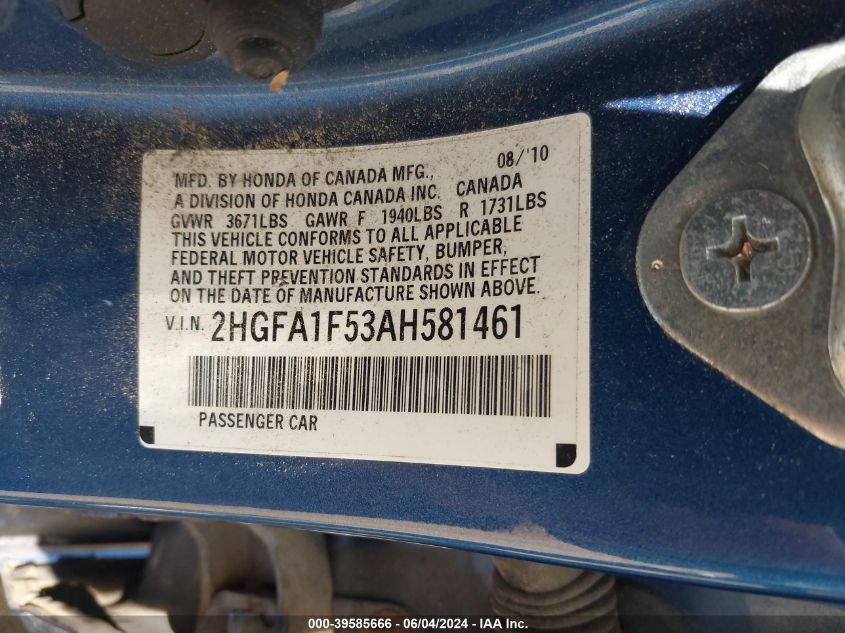 08/'10
MFD. BY HONDA OF CANADA MFG.,
A DIVISION OF HONDA CANADA INC. CANADA
GVWR 3671LBS GAWR F 1940LBS R 1731LBS
THIS VEHICLE CONFORMS TO ALL APPLICABLE
FEDERAL MOTOR VEHICLE SAFETY, BUMPER,
AND THEFT PREVENTION STANDARDS IN EFFECT
ON THE DATE OF MANUFACTURE SHOWN ABOVE.
V.I.N. 2HGFA1F53AH581461
PASSENGER CAR
000-39585666 - 06/04/2024 - IAA Inc.